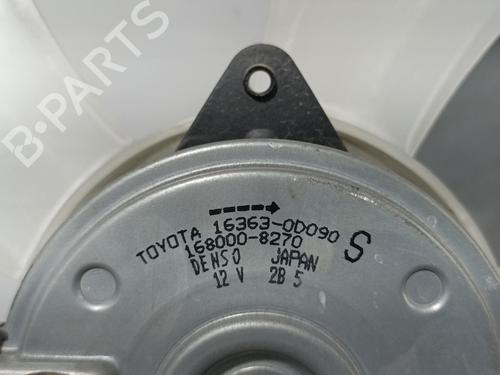 B-PARTS
TOYOTA 16363-0D090 S
168000-8270
DENSO JAPAN
12 V 2B 5